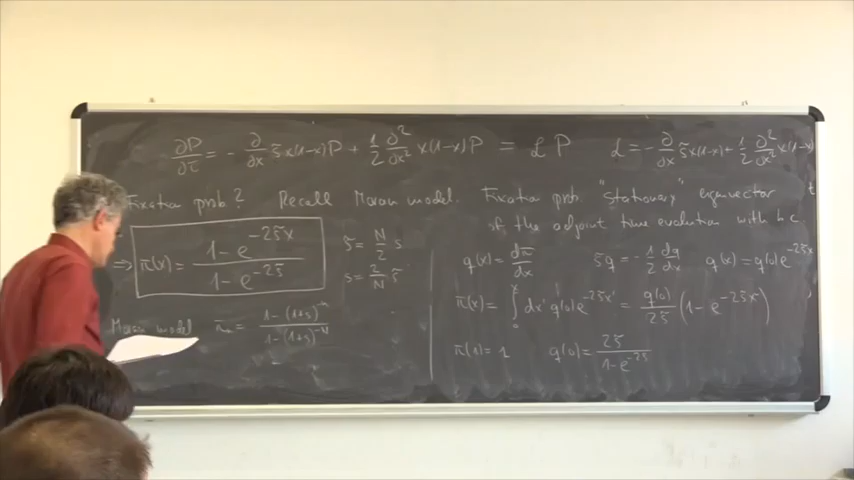 ∂P/∂τ = - ∂/∂x s̃ x(1-x)P + 1/2 ∂²/∂x² x(1-x)P = ℒ P    ℒ = - ∂/∂x s̃ x(1-x) + 1/2 ∂²/∂x² x(1-x)
Fixation prob? Recall Moran model.
⇒ π(x) = (1 - e^{-2s̃x}) / (1 - e^{-2s̃})
s̃ = N/2 s
s = 2/N s̃
Moran model π_n = (1 - (1+s)^{-n}) / (1 - (1+s)^{-N})
Fixation prob. "stationary" eigenvector
of the adjoint time evolution with b.c.
q(x) = dπ/dx    s̃q = - 1/2 dq/dx    q(x) = q(0) e^{-2s̃x}
π(x) = ∫₀ˣ dx' q(0) e^{-2s̃x'} = q(0)/2s̃ (1 - e^{-2s̃x})
π(1) = 1    q(0) = 2s̃ / (1 - e^{-2s̃})